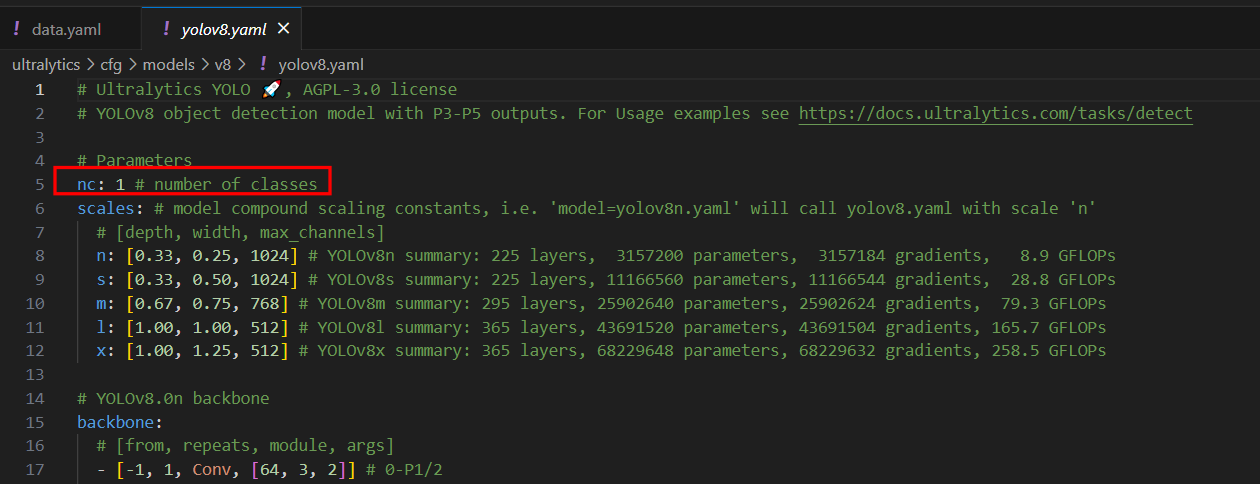 ! data.yaml ! yolov8.yaml ×
ultralytics > cfg > models > v8 > ! yolov8.yaml
1 # Ultralytics YOLO 🚀, AGPL-3.0 license
2 # YOLOv8 object detection model with P3-P5 outputs. For Usage examples see https://docs.ultralytics.com/tasks/detect
3
4 # Parameters
5 nc: 1 # number of classes
6 scales: # model compound scaling constants, i.e. 'model=yolov8n.yaml' will call yolov8.yaml with scale 'n'
7 # [depth, width, max_channels]
8 n: [0.33, 0.25, 1024] # YOLOv8n summary: 225 layers,  3157200 parameters,  3157184 gradients,   8.9 GFLOPs
9 s: [0.33, 0.50, 1024] # YOLOv8s summary: 225 layers, 11166560 parameters, 11166544 gradients,  28.8 GFLOPs
10 m: [0.67, 0.75, 768] # YOLOv8m summary: 295 layers, 25902640 parameters, 25902624 gradients,  79.3 GFLOPs
11 l: [1.00, 1.00, 512] # YOLOv8l summary: 365 layers, 43691520 parameters, 43691504 gradients, 165.7 GFLOPs
12 x: [1.00, 1.25, 512] # YOLOv8x summary: 365 layers, 68229648 parameters, 68229632 gradients, 258.5 GFLOPs
13
14 # YOLOv8.0n backbone
15 backbone:
16 # [from, repeats, module, args]
17 - [-1, 1, Conv, [64, 3, 2]] # 0-P1/2